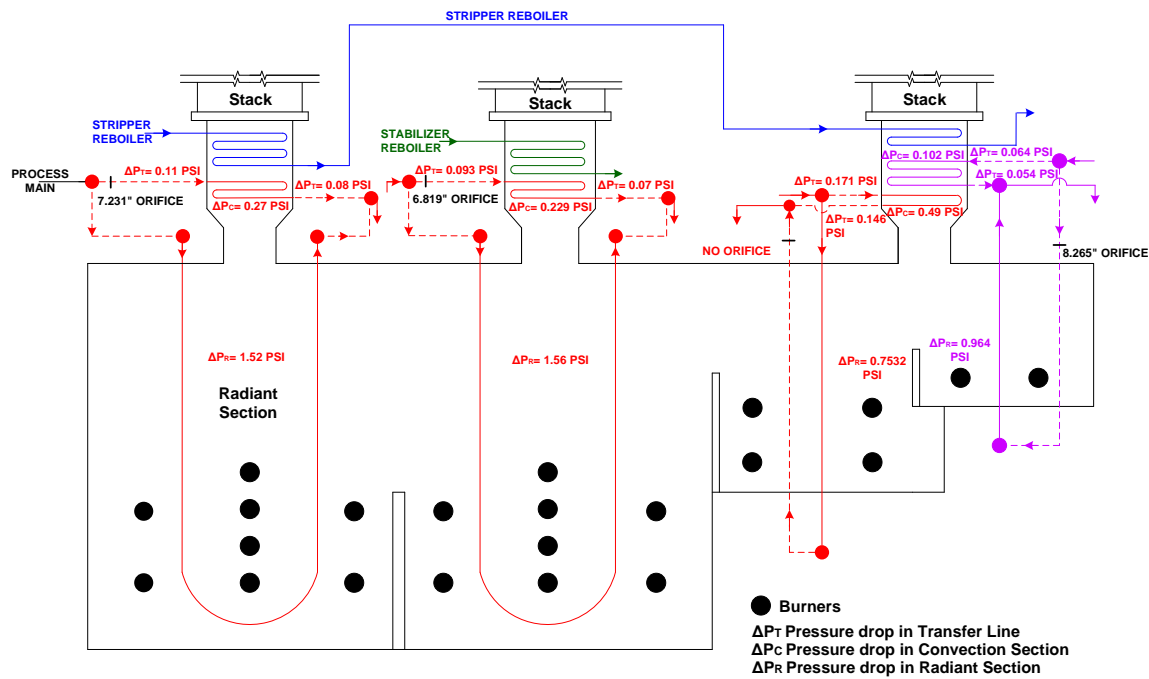 STRIPPER REBOILER
Stack
Stack
Stack
STRIPPER
REBOILER
STABILIZER
REBOILER
PROCESS
MAIN
ΔPT= 0.11 PSI
7.231" ORIFICE
ΔPT= 0.08 PSI
ΔPC= 0.27 PSI
ΔPT= 0.093 PSI
6.819" ORIFICE
ΔPT= 0.07 PSI
ΔPC= 0.229 PSI
ΔPC= 0.102 PSI
ΔPT= 0.064 PSI
ΔPT= 0.054 PSI
ΔPT= 0.171 PSI
ΔPC= 0.49 PSI
ΔPT= 0.146
PSI
NO ORIFICE
8.265" ORIFICE
ΔPR= 1.52 PSI
ΔPR= 1.56 PSI
ΔPR= 0.7532
PSI
ΔPR= 0.964
PSI
Radiant
Section
Burners
ΔPT Pressure drop in Transfer Line
ΔPC Pressure drop in Convection Section
ΔPR Pressure drop in Radiant Section